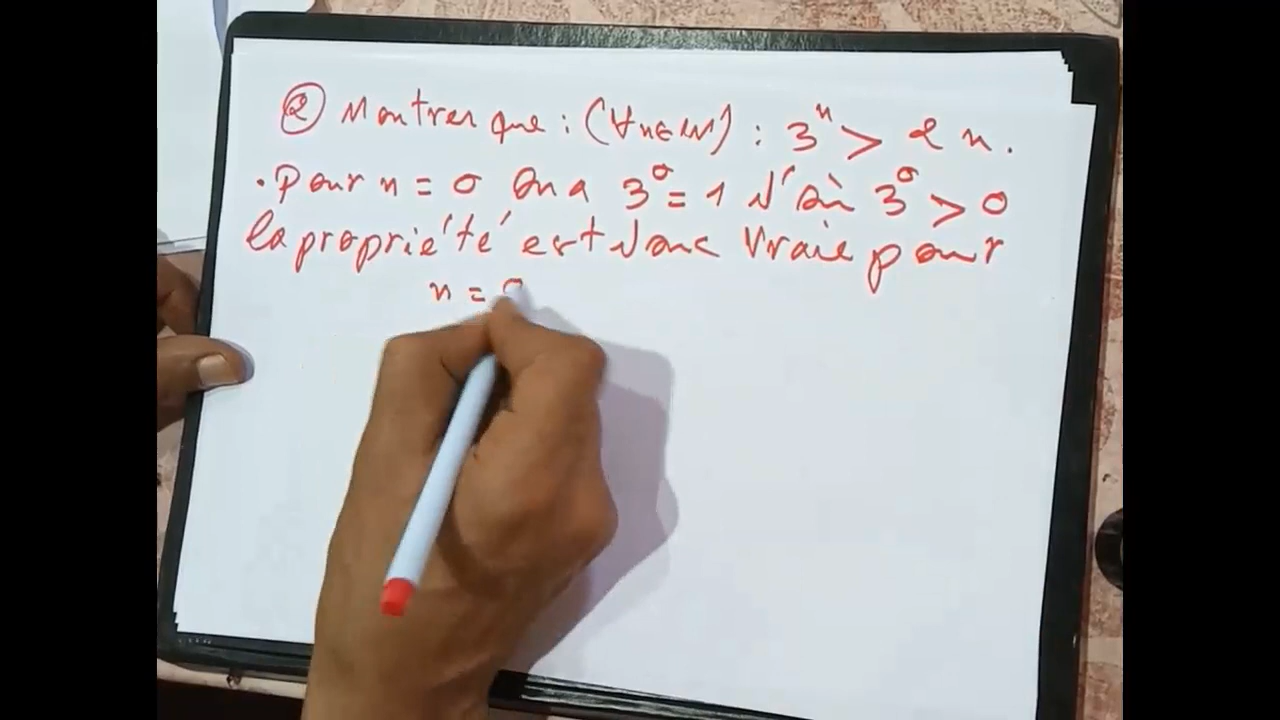 ② Montrer que : (∀n∈ℕ) : 3ⁿ > 2n.
• Pour n = 0 on a 3⁰ = 1 d'où 3⁰ > 0
la propriété est donc vraie pour
n = 0